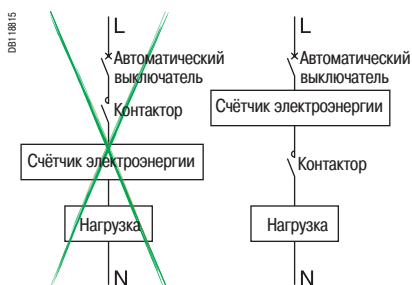 DB118815
L
Автоматический
выключатель
Контактор
Счётчик электроэнергии
Нагрузка
N
L
Автоматический
выключатель
Счётчик электроэнергии
Контактор
Нагрузка
N